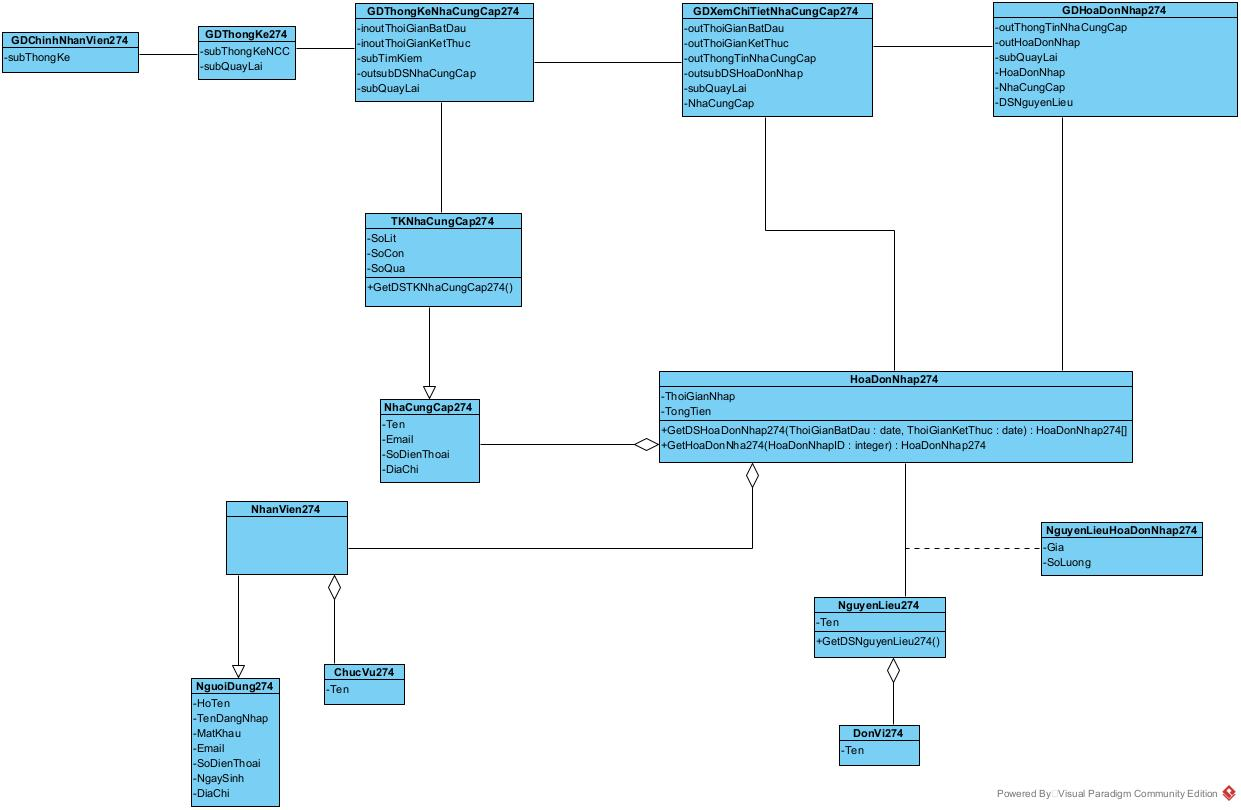 GDChinhNhanVien274
-subThongKe
GDThongKe274
-subThongKeNCC
-subQuayLai
GDThongKeNhaCungCap274
-inoutThoiGianBatDau
-inoutThoiGianKetThuc
-subTimKiem
-outsubDSNhaCungCap
-subQuayLai
GDXemChiTietNhaCungCap274
-outThoiGianBatDau
-outThoiGianKetThuc
-outThongTinNhaCungCap
-outsubDSHoaDonNhap
-subQuayLai
-NhaCungCap
GDHoaDonNhap274
-outThongTinNhaCungCap
-outHoaDonNhap
-subQuayLai
-HoaDonNhap
-NhaCungCap
-DSNguyenLieu
TKNhaCungCap274
-SoLit
-SoCon
-SoQua
+GetDSTKNhaCungCap274()
HoaDonNhap274
-ThoiGianNhap
-TongTien
+GetDSHoaDonNhap274(ThoiGianBatDau : date, ThoiGianKetThuc : date) : HoaDonNhap274[]
+GetHoaDonNha274(HoaDonNhapID : integer) : HoaDonNhap274
NhaCungCap274
-Ten
-Email
-SoDienThoai
-DiaChi
NhanVien274
NguyenLieuHoaDonNhap274
-Gia
-SoLuong
NguyenLieu274
-Ten
+GetDSNguyenLieu274()
ChucVu274
-Ten
NguoiDung274
-HoTen
-TenDangNhap
-MatKhau
-Email
-SoDienThoai
-NgaySinh
-DiaChi
DonVi274
-Ten
Powered By Visual Paradigm Community Edition